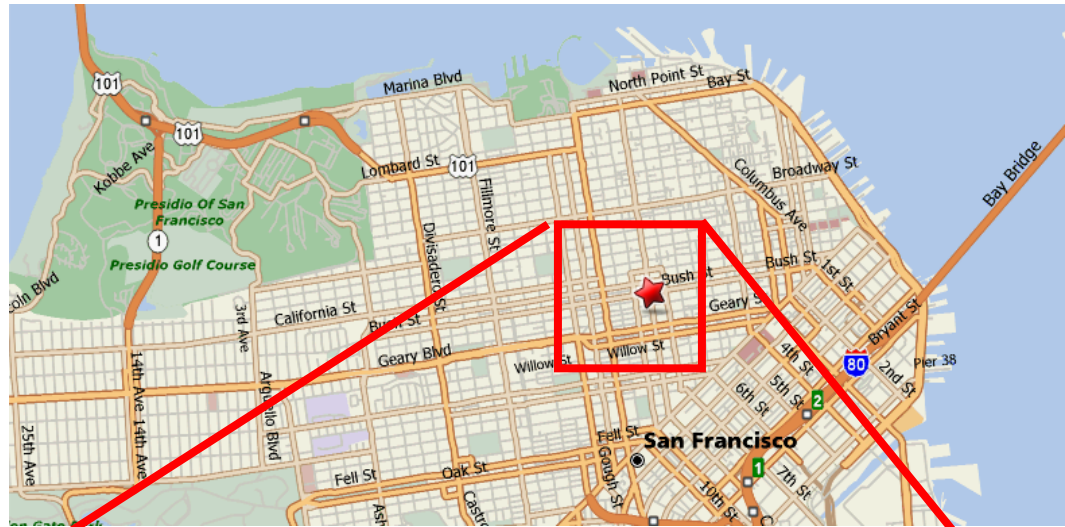 101
Marina Blvd
North Point St
Bay St
101
Kobbe Ave
Lombard St
101
Broadway St
Columbus Ave
Bay Bridge
Fillmore St
Presidio Of San
Francisco
Divisadero St
1
Presidio Golf Course
coln Blvd
Bush St
Bush St
1st St
3rd Ave
California St
Bush St
Geary S
Bryant St
Geary Blvd
Willow St
Willow St
4th St
80
Pier 38
14th Ave
14th Ave
Arguello Blvd
2nd St
5th St
6th St
2
25th Ave
Fell St
San Francisco
Gough St
Oak St
Fell St
1
7th St
10th St
Castro